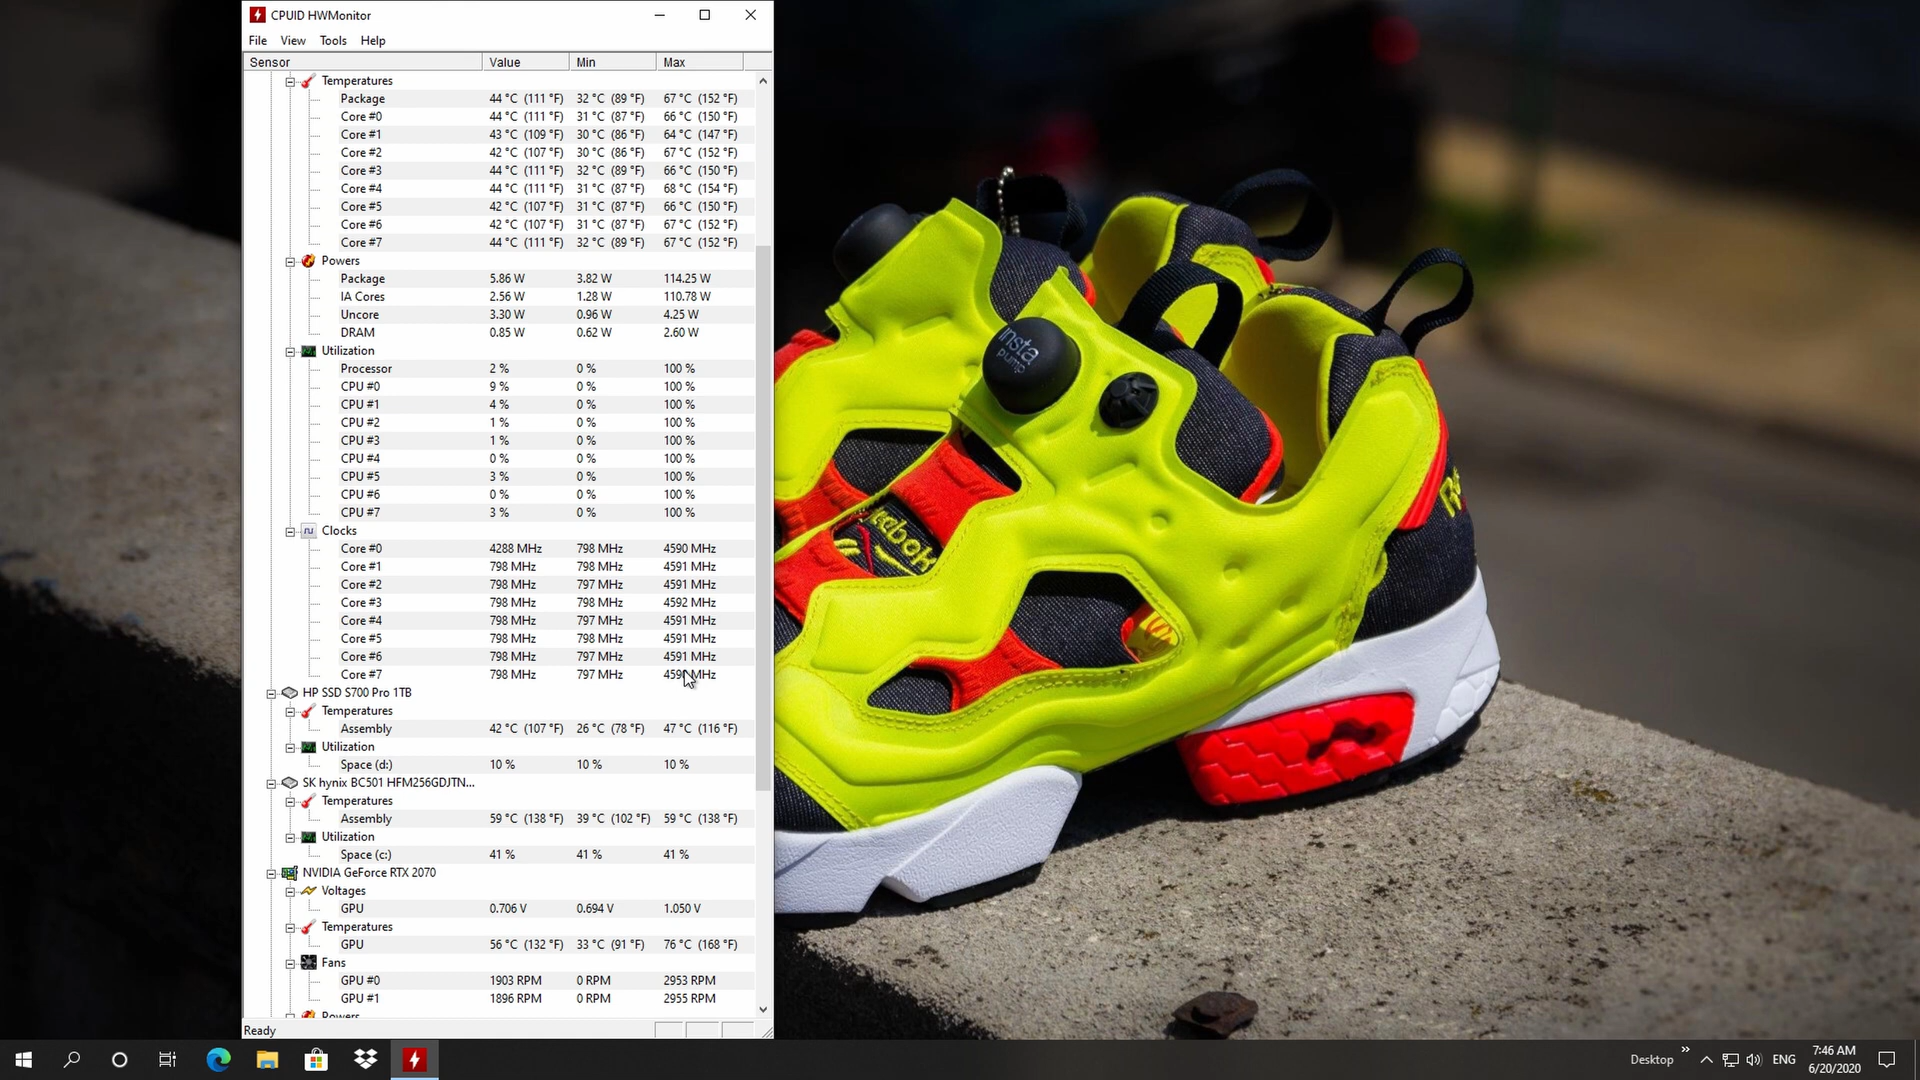 CPUID HWMonitor
File View Tools Help
Sensor Value Min Max
Temperatures
Package 44 °C (111 °F) 32 °C (89 °F) 67 °C (152 °F)
Core #0 44 °C (111 °F) 31 °C (87 °F) 66 °C (150 °F)
Core #1 43 °C (109 °F) 30 °C (86 °F) 64 °C (147 °F)
Core #2 42 °C (107 °F) 30 °C (86 °F) 67 °C (152 °F)
Core #3 44 °C (111 °F) 32 °C (89 °F) 66 °C (150 °F)
Core #4 44 °C (111 °F) 31 °C (87 °F) 68 °C (154 °F)
Core #5 42 °C (107 °F) 31 °C (87 °F) 66 °C (150 °F)
Core #6 42 °C (107 °F) 31 °C (87 °F) 67 °C (152 °F)
Core #7 44 °C (111 °F) 32 °C (89 °F) 67 °C (152 °F)
Powers
Package 5.86 W 3.82 W 114.25 W
IA Cores 2.56 W 1.28 W 110.78 W
Uncore 3.30 W 0.96 W 4.25 W
DRAM 0.85 W 0.62 W 2.60 W
Utilization
Processor 2 % 0 % 100 %
CPU #0 9 % 0 % 100 %
CPU #1 4 % 0 % 100 %
CPU #2 1 % 0 % 100 %
CPU #3 1 % 0 % 100 %
CPU #4 0 % 0 % 100 %
CPU #5 3 % 0 % 100 %
CPU #6 0 % 0 % 100 %
CPU #7 3 % 0 % 100 %
Clocks
Core #0 4288 MHz 798 MHz 4590 MHz
Core #1 798 MHz 798 MHz 4591 MHz
Core #2 798 MHz 797 MHz 4591 MHz
Core #3 798 MHz 798 MHz 4592 MHz
Core #4 798 MHz 797 MHz 4591 MHz
Core #5 798 MHz 798 MHz 4591 MHz
Core #6 798 MHz 797 MHz 4591 MHz
Core #7 798 MHz 797 MHz MHz
HP SSD S700 Pro 1TB
Temperatures
Assembly 42 °C (107 °F) 26 °C (78 °F) 47 °C (116 °F)
Utilization
Space (d:) 10 % 10 % 10 %
SK hynix BC501 HFM256GDJTN...
Temperatures
Assembly 59 °C (138 °F) 39 °C (102 °F) 59 °C (138 °F)
Utilization
Space (c:) 41 % 41 % 41 %
NVIDIA GeForce RTX 2070
Voltages
GPU 0.706 V 0.694 V 1.050 V
Temperatures
GPU 56 °C (132 °F) 33 °C (91 °F) 76 °C (168 °F)
Fans
GPU #0 1903 RPM 0 RPM 2953 RPM
GPU #1 1896 RPM 0 RPM 2955 RPM
Powers
Ready
insta
pump
Reebok
Desktop
ENG
7:46 AM
6/20/2020